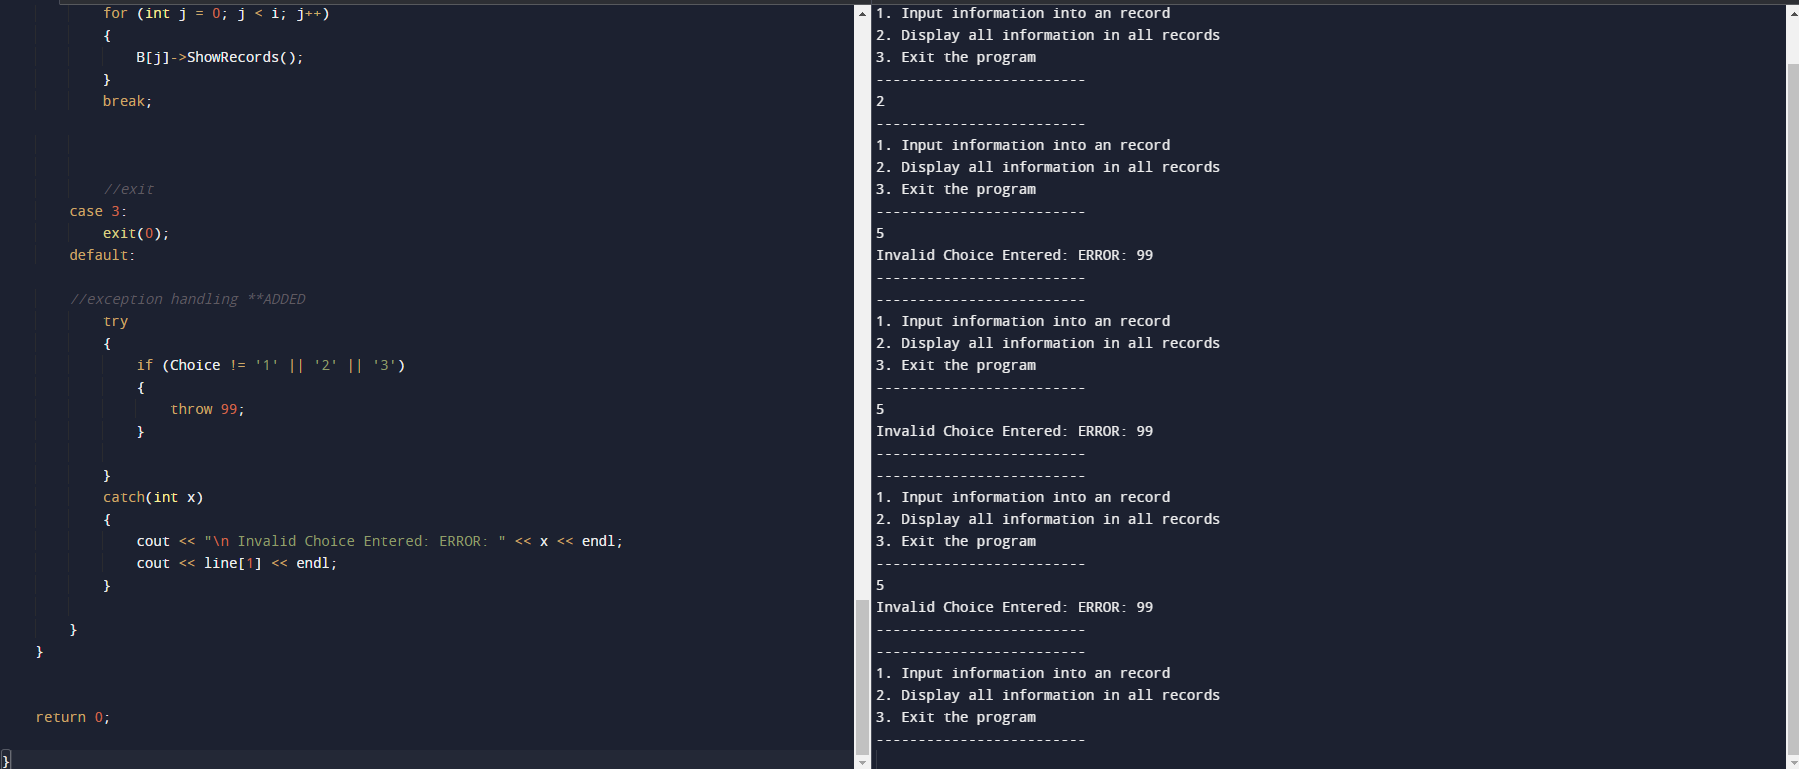 for (int j = 0; j < i; j++)
{
B[j]->ShowRecords();
}
break;
//exit
case 3:
exit(0);
default:
//exception handling **ADDED
try
{
if (Choice != '1' || '2' || '3')
{
throw 99;
}
}
catch(int x)
{
cout << "\n Invalid Choice Entered: ERROR: " << x << endl;
cout << line[1] << endl;
}
}
}
return 0;
}
1. Input information into an record
2. Display all information in all records
3. Exit the program
-------------------------
2
-------------------------
1. Input information into an record
2. Display all information in all records
3. Exit the program
-------------------------
5
Invalid Choice Entered: ERROR: 99
-------------------------
-------------------------
1. Input information into an record
2. Display all information in all records
3. Exit the program
-------------------------
5
Invalid Choice Entered: ERROR: 99
-------------------------
-------------------------
1. Input information into an record
2. Display all information in all records
3. Exit the program
-------------------------
5
Invalid Choice Entered: ERROR: 99
-------------------------
-------------------------
1. Input information into an record
2. Display all information in all records
3. Exit the program
-------------------------